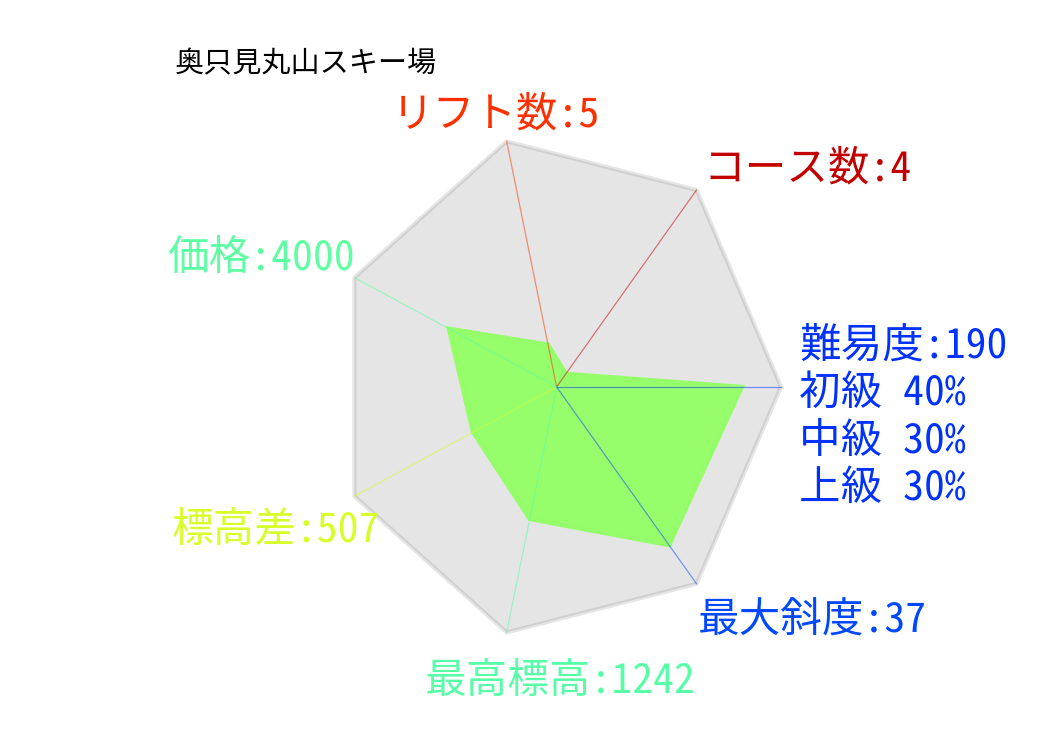 奥只見丸山スキー場
リフト数:5
コース数:4
価格:4000
難易度:190
初級 40%
中級 30%
上級 30%
標高差:507
最大斜度:37
最高標高:1242